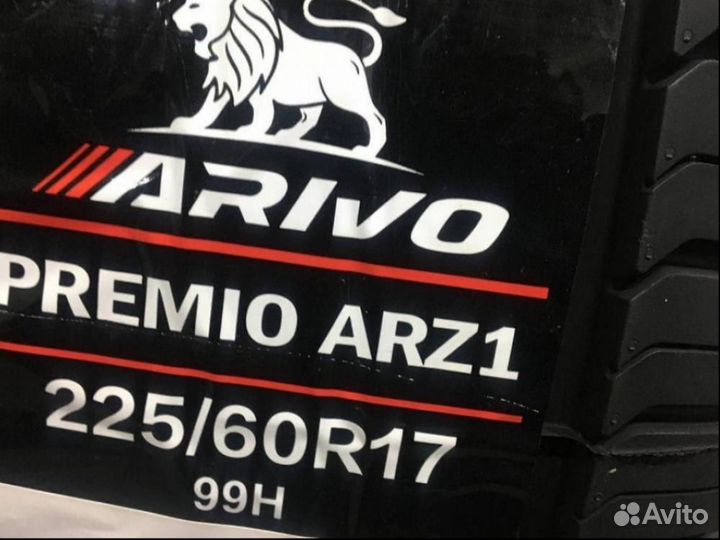 ARIVO
PREMIO ARZ1
225/60R17
99H
Avito